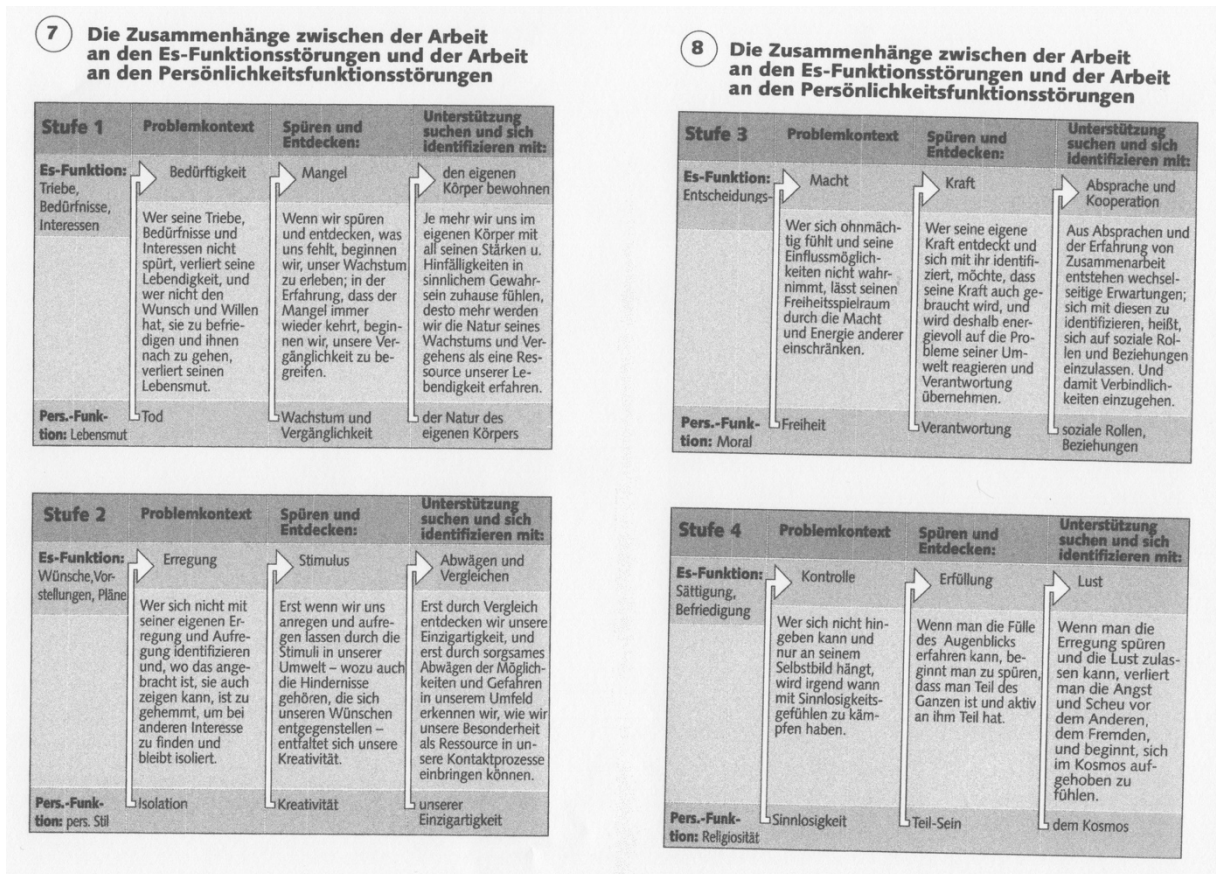 7
Die Zusammenhänge zwischen der Arbeit
an den Es-Funktionsstörungen und der Arbeit
an den Persönlichkeitsfunktionsstörungen
Stufe 1
Problemkontext
Spüren und
Entdecken:
Unterstützung
suchen und sich
identifizieren mit:
Es-Funktion:
Triebe,
Bedürfnisse,
Interessen
Bedürftigkeit
Mangel
den eigenen
Körper bewohnen
Wer seine Triebe,
Bedürfnisse und
Interessen nicht
spürt, verliert seine
Lebendigkeit, und
wer nicht den
Wunsch und Willen
hat, sie zu befrie-
digen und ihnen
nach zu gehen,
verliert seinen
Lebensmut.
Wenn wir spüren
und entdecken, was
uns fehlt, beginnen
wir, unser Wachstum
zu erleben; in der
Erfahrung, dass der
Mangel immer
wieder kehrt, begin-
nen wir, unsere Ver-
gänglichkeit zu be-
greifen.
Je mehr wir uns im
eigenen Körper mit
all seinen Stärken u.
Hinfälligkeiten in
sinnlichem Gewahr-
sein zuhause fühlen,
desto mehr werden
wir die Natur seines
Wachstums und Ver-
gehens als eine Res-
source unserer Le-
bendigkeit erfahren.
Pers.-Funk-
tion: Lebensmut
Tod
Wachstum und
Vergänglichkeit
der Natur des
eigenen Körpers
Stufe 2
Problemkontext
Spüren und
Entdecken:
Unterstützung
suchen und sich
identifizieren mit:
Es-Funktion:
Wünsche,Vor-
stellungen, Pläne
Erregung
Stimulus
Abwägen und
Vergleichen
Wer sich nicht mit
seiner eigenen Er-
regung und Aufre-
gung identifizieren
und, wo das ange-
bracht ist, sie auch
zeigen kann, ist zu
gehemmt, um bei
anderen Interesse
zu finden und
bleibt isoliert.
Erst wenn wir uns
anregen und aufre-
gen lassen durch die
Stimuli in unserer
Umwelt – wozu auch
die Hindernisse
gehören, die sich
unseren Wünschen
entgegenstellen –
entfaltet sich unsere
Kreativität.
Erst durch Vergleich
entdecken wir unsere
Einzigartigkeit, und
erst durch sorgsames
Abwägen der Möglich-
keiten und Gefahren
in unserem Umfeld
erkennen wir, wie wir
unsere Besonderheit
als Ressource in un-
sere Kontaktprozesse
einbringen können.
Pers.-Funk-
tion: pers. Stil
Isolation
Kreativität
unserer
Einzigartigkeit
8
Die Zusammenhänge zwischen der Arbeit
an den Es-Funktionsstörungen und der Arbeit
an den Persönlichkeitsfunktionsstörungen
Stufe 3
Problemkontext
Spüren und
Entdecken:
Unterstützung
suchen und sich
identifizieren mit:
Es-Funktion:
Entscheidungs-
Macht
Kraft
Absprache und
Kooperation
Wer sich ohnmäch-
tig fühlt und seine
Einflussmöglich-
keiten nicht wahr-
nimmt, lässt seinen
Freiheitsspielraum
durch die Macht
und Energie anderer
einschränken.
Wer seine eigene
Kraft entdeckt und
sich mit ihr identifi-
ziert, möchte, dass
seine Kraft auch ge-
braucht wird, und
wird deshalb ener-
gievoll auf die Pro-
bleme seiner Um-
welt reagieren und
Verantwortung
übernehmen.
Aus Absprachen und
der Erfahrung von
Zusammenarbeit
entstehen wechsel-
seitige Erwartungen;
sich mit diesen zu
identifizieren, heißt,
sich auf soziale Rol-
len und Beziehungen
einzulassen. Und
damit Verbindlich-
keiten einzugehen.
Pers.-Funk-
tion: Moral
Freiheit
Verantwortung
soziale Rollen,
Beziehungen
Stufe 4
Problemkontext
Spüren und
Entdecken:
Unterstützung
suchen und sich
identifizieren mit:
Es-Funktion:
Sättigung,
Befriedigung
Kontrolle
Erfüllung
Lust
Wer sich nicht hin-
geben kann und
nur an seinem
Selbstbild hängt,
wird irgend wann
mit Sinnlosigkeits-
gefühlen zu käm-
pfen haben.
Wenn man die Fülle
des Augenblicks
erfahren kann, be-
ginnt man zu spüren,
dass man Teil des
Ganzen ist und aktiv
an ihm Teil hat.
Wenn man die
Erregung spüren
und die Lust zulas-
sen kann, verliert
man die Angst
und Scheu vor
dem Anderen,
dem Fremden,
und beginnt, sich
im Kosmos auf-
gehoben zu
fühlen.
Pers.-Funk-
tion: Religiosität
Sinnlosigkeit
Teil-Sein
dem Kosmos